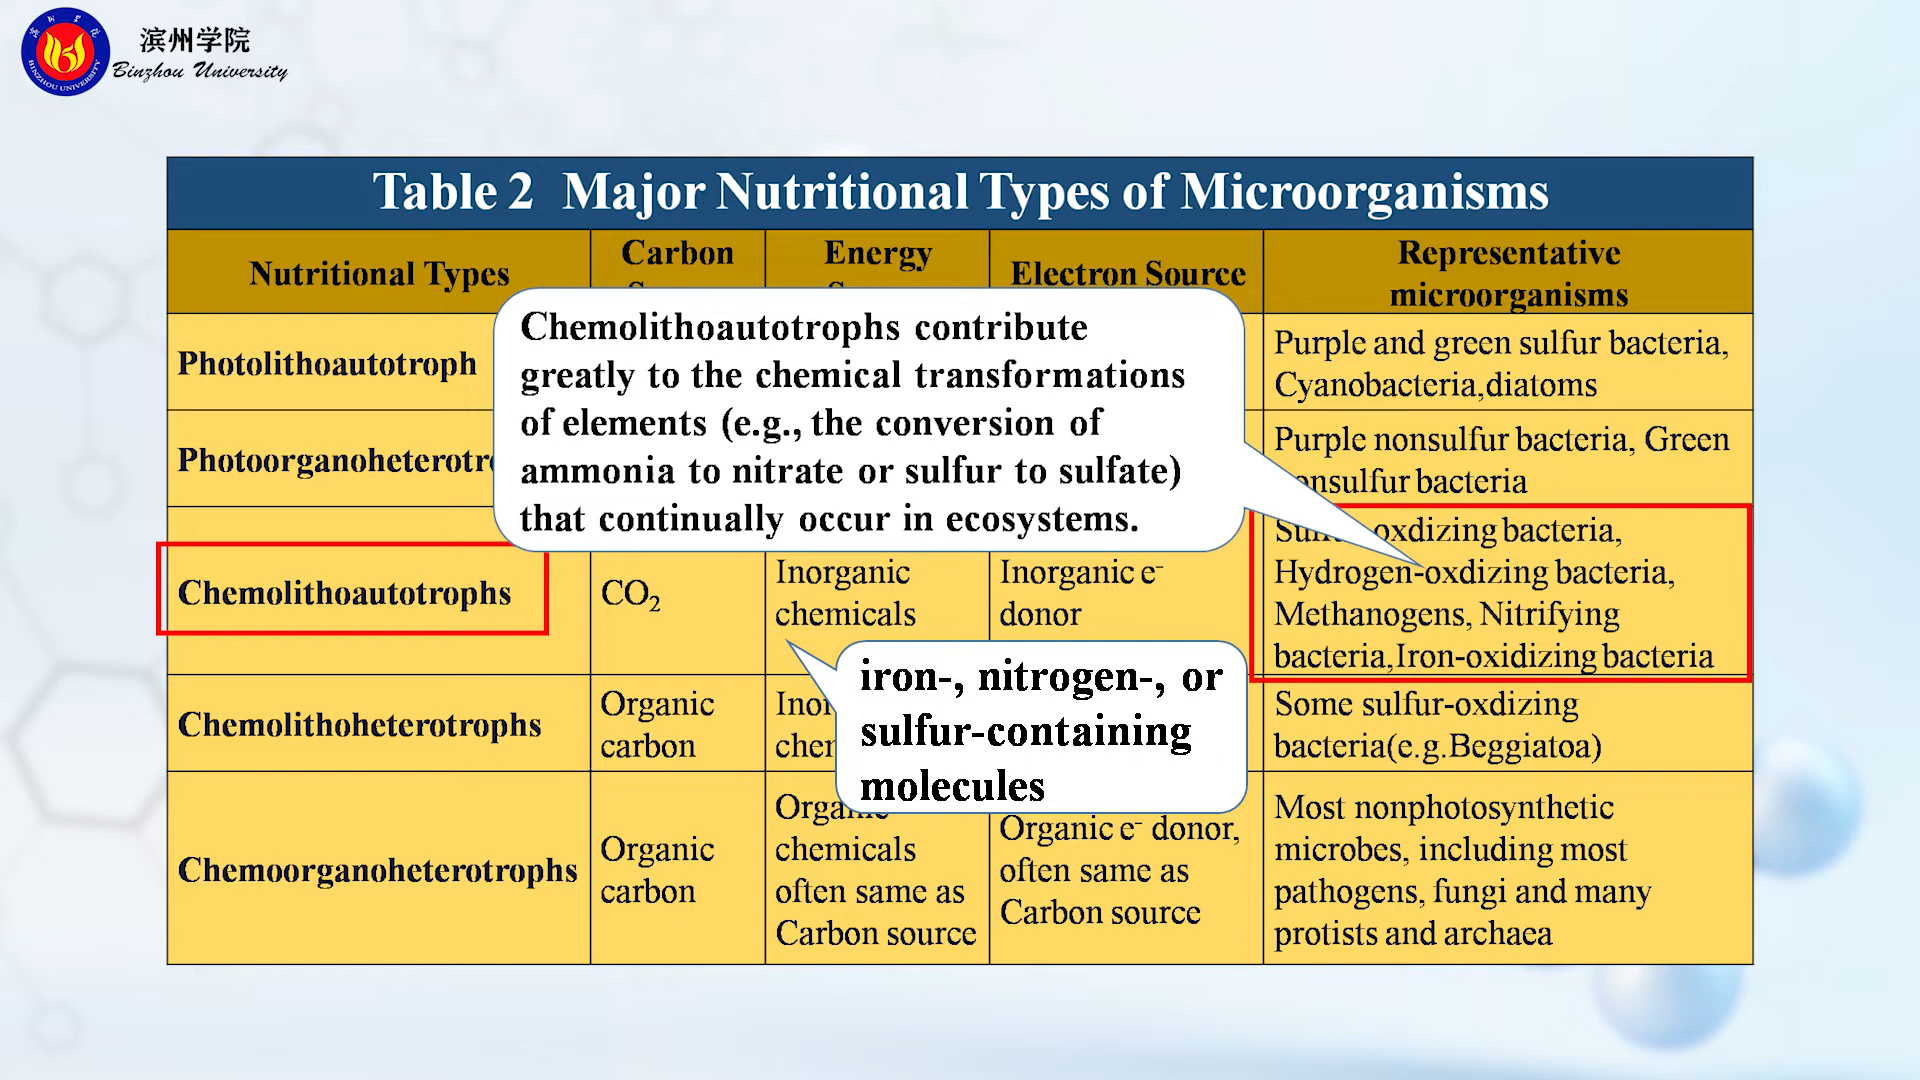 滨州学院
Binzhou University
BINZHOU UNIVERSITY
Table 2 Major Nutritional Types of Microorganisms
Nutritional Types
Carbon
Energy
Electron Source
Representative
microorganisms
Chemolithoautotrophs contribute
greatly to the chemical transformations
of elements (e.g., the conversion of
ammonia to nitrate or sulfur to sulfate)
that continually occur in ecosystems.
Photolithoautotroph
Purple and green sulfur bacteria,
Cyanobacteria,diatoms
Purple nonsulfur bacteria, Green
bacteria
Chemolithoautotrophs
CO₂
Inorganic
chemicals
Inorganic e⁻
donor
bacteria,
Hydrogen-oxdizing bacteria,
Methanogens, Nitrifying
bacteria,Iron-oxidizing bacteria
iron-, nitrogen-, or
sulfur-containing
molecules
Chemolithoheterotrophs
Organic
carbon
Some sulfur-oxdizing
bacteria(e.g.Beggiatoa)
Chemoorganoheterotrophs
Organic
carbon
Organic
chemicals
often same as
Carbon source
Organic e⁻ donor,
often same as
Carbon source
Most nonphotosynthetic
microbes, including most
pathogens, fungi and many
protists and archaea